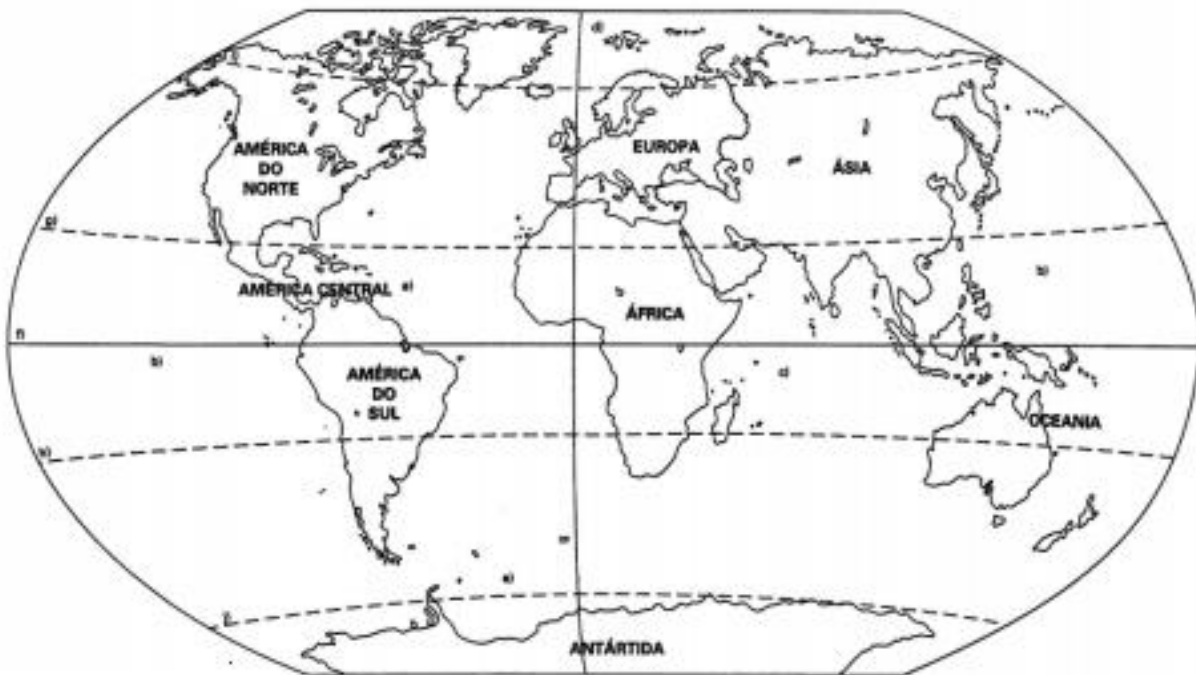 AMÉRICA
DO
NORTE
EUROPA
ÁSIA
b)
AMÉRICA CENTRAL
a)
ÁFRICA
b)
c)
AMÉRICA
DO
SUL
OCEANIA
ANTÁRTIDA